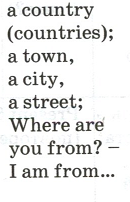 a country
(countries);
a town,
a city,
a street;
Where are
you from? –
I am from...